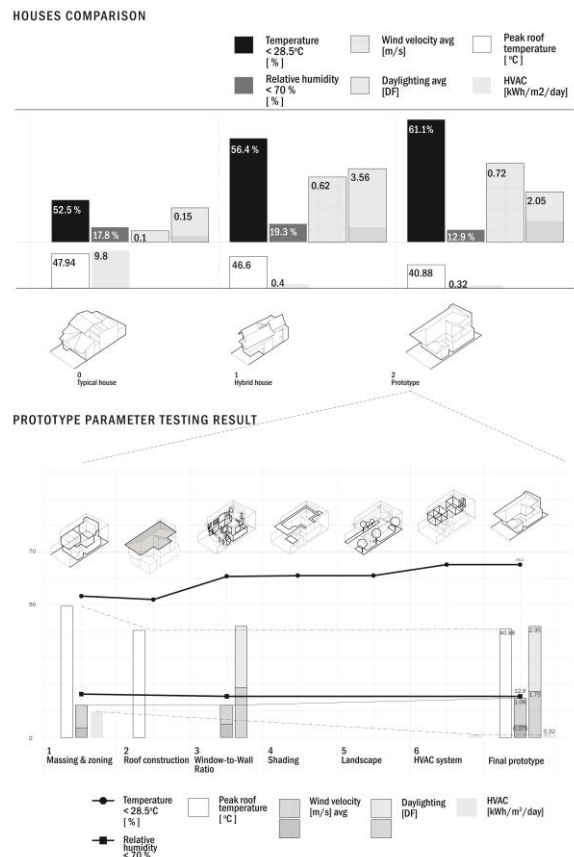 HOUSES COMPARISON
Temperature
< 28.5ºC
[ % ]
Wind velocity avg
[m/s]
Peak roof
temperature
[ ºC ]
Relative humidity
< 70 %
[ % ]
Daylighting avg
[DF]
HVAC
[kWh/m2/day]
52.5 %
17.8 %
0.1
0.15
56.4 %
19.3 %
0.62
3.56
61.1%
12.9 %
0.72
2.05
47.94
9.8
46.6
0.4
40.88
0.32
0
Typical house
1
Hybrid house
2
Prototype
PROTOTYPE PARAMETER TESTING RESULT
70
50
40.88
2.95
12.9
1.75
0.32
0
1
Massing & zoning
2
Roof construction
3
Window-to-Wall
Ratio
4
Shading
5
Landscape
6
HVAC system
Final prototype
Temperature
< 28.5ºC
[ % ]
Peak roof
temperature
[ ºC ]
Wind velocity
[m/s] avg
Daylighting
[DF]
HVAC
[kWh/m²/day]
Relative
humidity
< 70 %